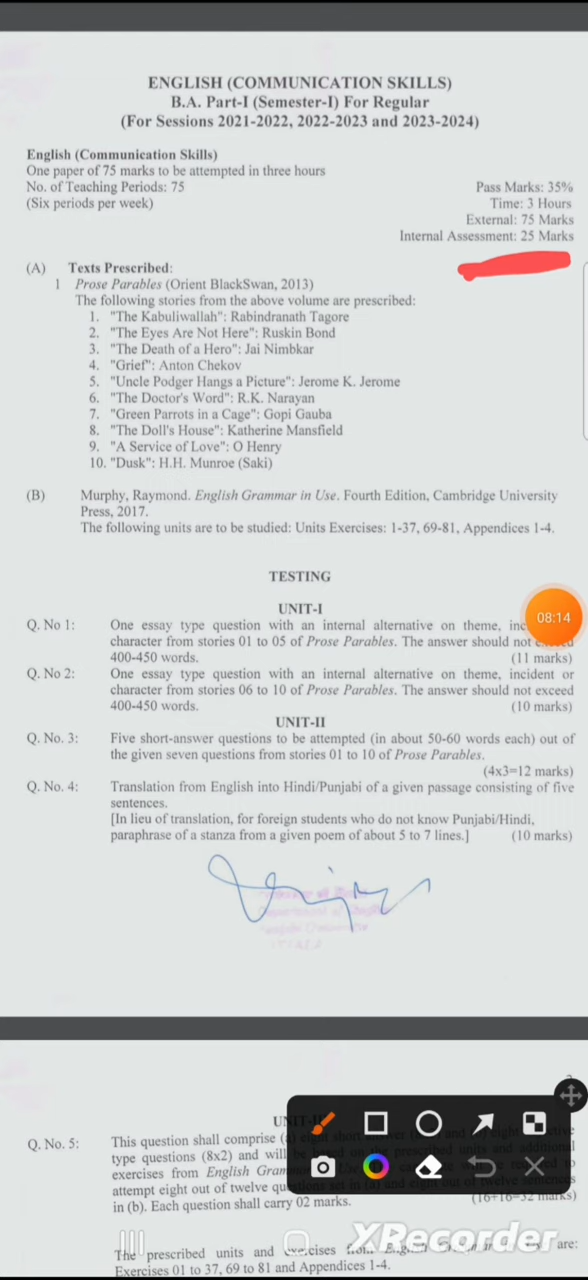 ENGLISH (COMMUNICATION SKILLS)
B.A. Part-I (Semester-I) For Regular
(For Sessions 2021-2022, 2022-2023 and 2023-2024)
English (Communication Skills)
One paper of 75 marks to be attempted in three hours
No. of Teaching Periods: 75
Pass Marks: 35%
(Six periods per week)
Time: 3 Hours
External: 75 Marks
Internal Assessment: 25 Marks
(A) Texts Prescribed:
1 Prose Parables (Orient BlackSwan, 2013)
The following stories from the above volume are prescribed:
1. "The Kabuliwallah": Rabindranath Tagore
2. "The Eyes Are Not Here": Ruskin Bond
3. "The Death of a Hero": Jai Nimbkar
4. "Grief": Anton Chekov
5. "Uncle Podger Hangs a Picture": Jerome K. Jerome
6. "The Doctor's Word": R.K. Narayan
7. "Green Parrots in a Cage": Gopi Gauba
8. "The Doll's House": Katherine Mansfield
9. "A Service of Love": O Henry
10. "Dusk": H.H. Munroe (Saki)
(B) Murphy, Raymond. English Grammar in Use. Fourth Edition, Cambridge University
Press, 2017.
The following units are to be studied: Units Exercises: 1-37, 69-81, Appendices 1-4.
TESTING
UNIT-I
08:14
Q. No 1: One essay type question with an internal alternative on theme,
character from stories 01 to 05 of Prose Parables. The answer should not
400-450 words. (11 marks)
Q. No 2: One essay type question with an internal alternative on theme, incident or
character from stories 06 to 10 of Prose Parables. The answer should not exceed
400-450 words. (10 marks)
UNIT-II
Q. No. 3: Five short-answer questions to be attempted (in about 50-60 words each) out of
the given seven questions from stories 01 to 10 of Prose Parables.
(4x3=12 marks)
Q. No. 4: Translation from English into Hindi/Punjabi of a given passage consisting of five
sentences.
[In lieu of translation, for foreign students who do not know Punjabi/Hindi,
paraphrase of a stanza from a given poem of about 5 to 7 lines.] (10 marks)
Q. No. 5: This question shall comprise
type questions (8x2) and will
exercises from English
attempt eight out of twelve
in (b). Each question shall carry 02 marks. (16+16=32 marks)
XRecorder
The prescribed units and are:
Exercises 01 to 37, 69 to 81 and Appendices 1-4.